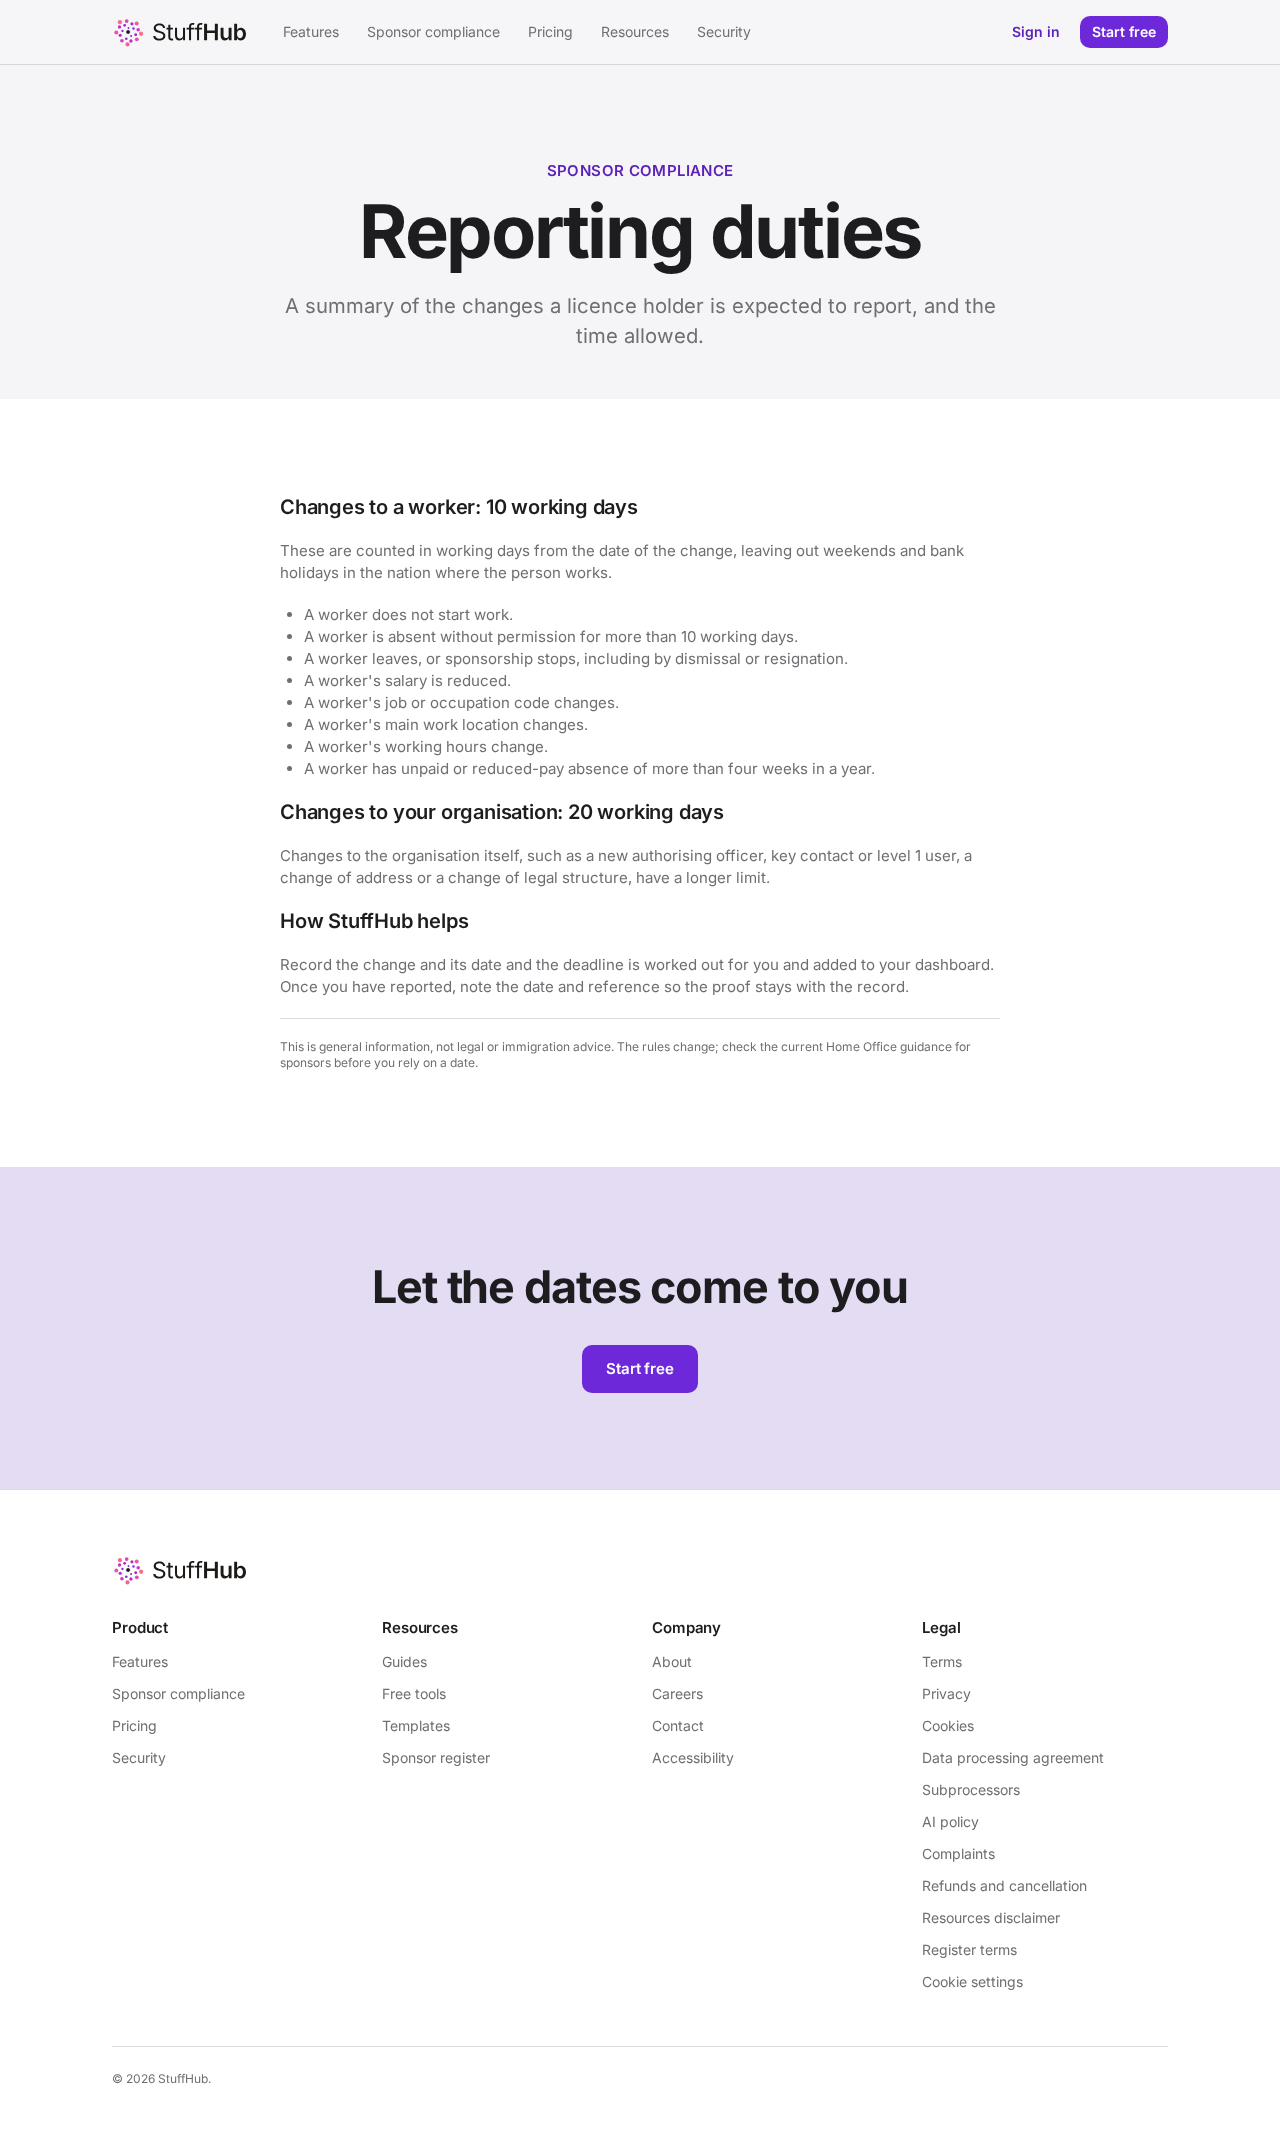 StuffHub
Features
Sponsor compliance
Pricing
Resources
Security
Sign in
Start free
SPONSOR COMPLIANCE
Reporting duties
A summary of the changes a licence holder is expected to report, and the
time allowed.
Changes to a worker: 10 working days
These are counted in working days from the date of the change, leaving out weekends and bank
holidays in the nation where the person works.
• A worker does not start work.
• A worker is absent without permission for more than 10 working days.
• A worker leaves, or sponsorship stops, including by dismissal or resignation.
• A worker's salary is reduced.
• A worker's job or occupation code changes.
• A worker's main work location changes.
• A worker's working hours change.
• A worker has unpaid or reduced-pay absence of more than four weeks in a year.
Changes to your organisation: 20 working days
Changes to the organisation itself, such as a new authorising officer, key contact or level 1 user, a
change of address or a change of legal structure, have a longer limit.
How StuffHub helps
Record the change and its date and the deadline is worked out for you and added to your dashboard.
Once you have reported, note the date and reference so the proof stays with the record.
This is general information, not legal or immigration advice. The rules change; check the current Home Office guidance for
sponsors before you rely on a date.
Let the dates come to you
Start free
StuffHub
Product
Features
Sponsor compliance
Pricing
Security
Resources
Guides
Free tools
Templates
Sponsor register
Company
About
Careers
Contact
Accessibility
Legal
Terms
Privacy
Cookies
Data processing agreement
Subprocessors
AI policy
Complaints
Refunds and cancellation
Resources disclaimer
Register terms
Cookie settings
© 2026 StuffHub.